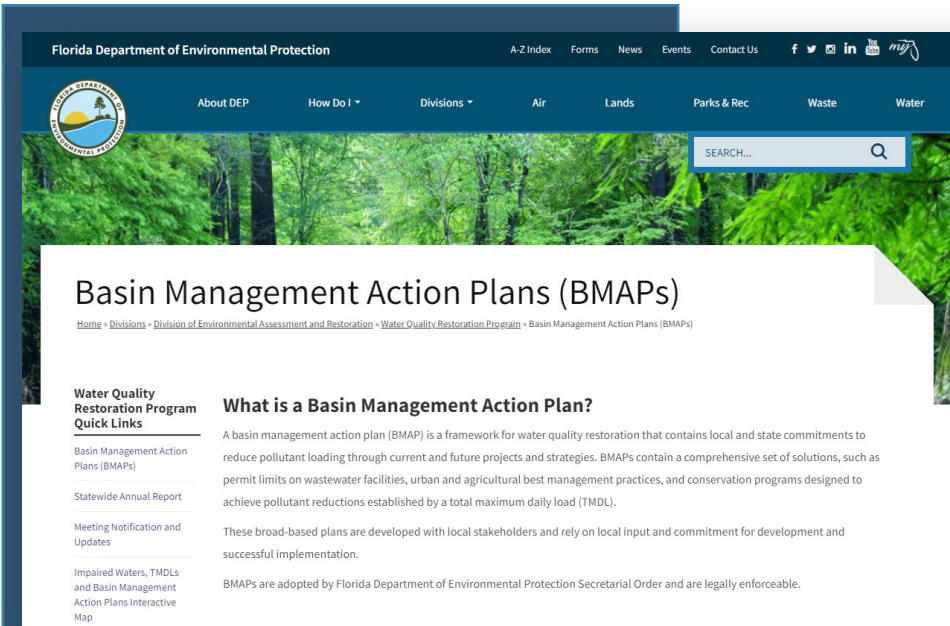 Florida Department of Environmental Protection
A-Z Index Forms News Events Contact Us
About DEP How Do I Divisions Air Lands Parks & Rec Waste Water
FLORIDA DEPARTMENT OF ENVIRONMENTAL PROTECTION
SEARCH...
Basin Management Action Plans (BMAPs)
Home » Divisions » Division of Environmental Assessment and Restoration » Water Quality Restoration Program » Basin Management Action Plans (BMAPs)
Water Quality
Restoration Program
Quick Links
Basin Management Action
Plans (BMAPs)
Statewide Annual Report
Meeting Notification and
Updates
Impaired Waters, TMDLs
and Basin Management
Action Plans Interactive
Map
What is a Basin Management Action Plan?
A basin management action plan (BMAP) is a framework for water quality restoration that contains local and state commitments to
reduce pollutant loading through current and future projects and strategies. BMAPs contain a comprehensive set of solutions, such as
permit limits on wastewater facilities, urban and agricultural best management practices, and conservation programs designed to
achieve pollutant reductions established by a total maximum daily load (TMDL).
These broad-based plans are developed with local stakeholders and rely on local input and commitment for development and
successful implementation.
BMAPs are adopted by Florida Department of Environmental Protection Secretarial Order and are legally enforceable.